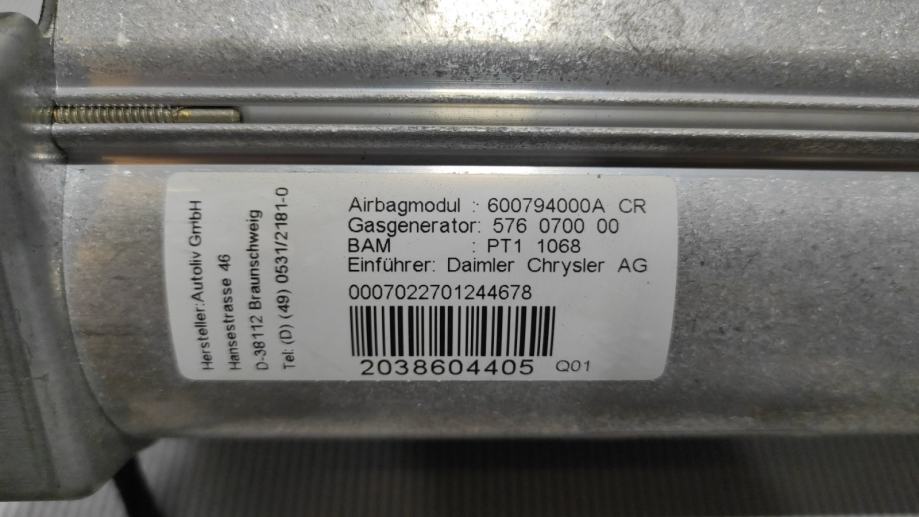 Hersteller:Autoliv GmbH
Hansestrasse 46
D-38112 Braunschweig
Tel: (D) (49) 0531/2181-0
Airbagmodul : 600794000A CR
Gasgenerator: 576 0700 00
BAM : PT1 1068
Einführer: Daimler Chrysler AG
0007022701244678
2038604405 Q01